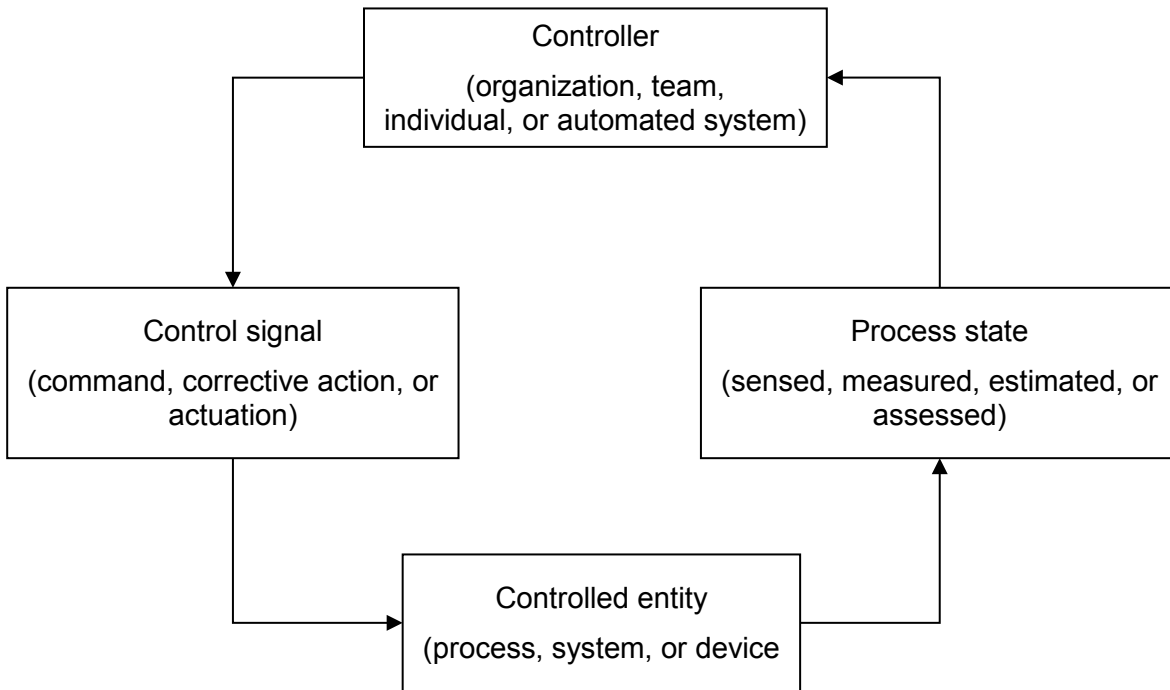 Controller
(organization, team,
individual, or automated system)
Control signal
(command, corrective action, or
actuation)
Process state
(sensed, measured, estimated, or
assessed)
Controlled entity
(process, system, or device